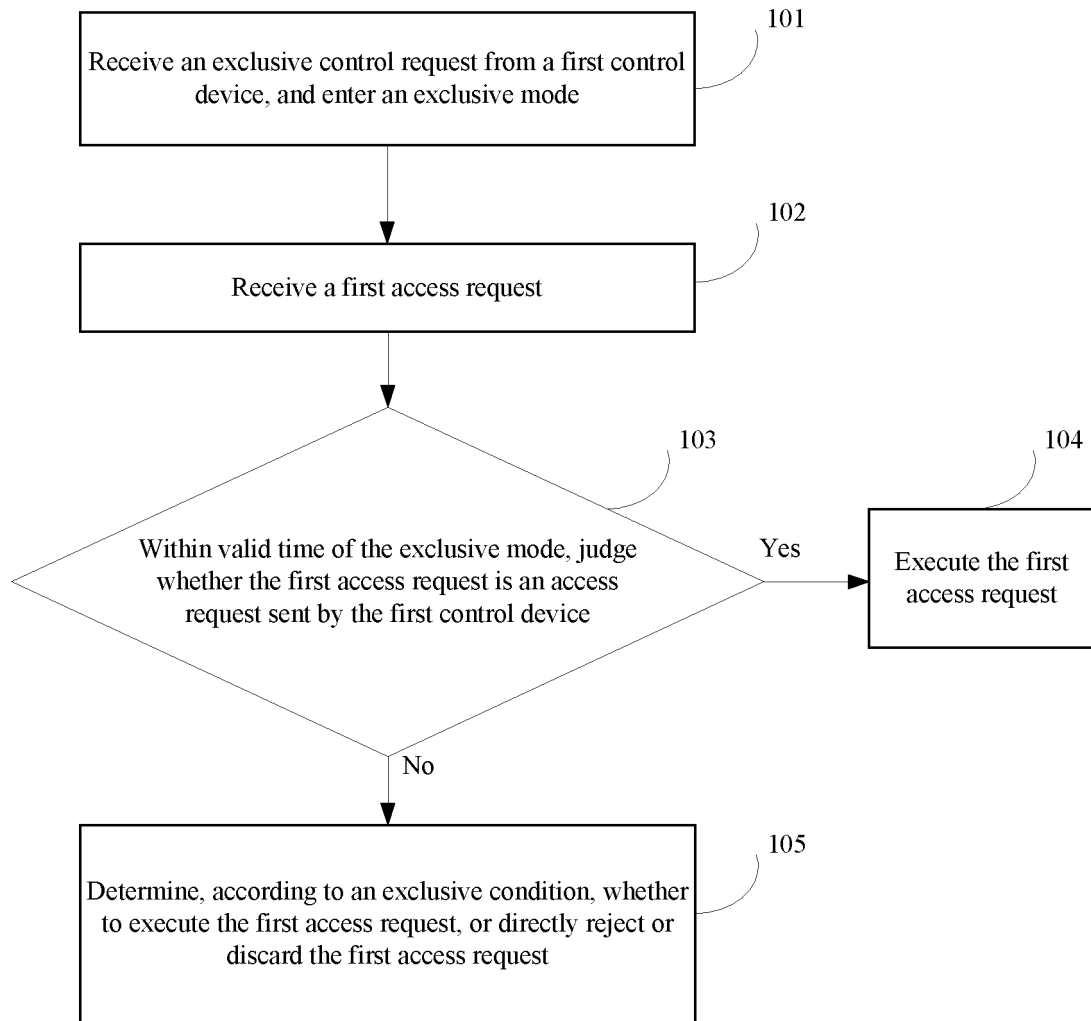 101
Receive an exclusive control request from a first control
device, and enter an exclusive mode
102
Receive a first access request
103
104
Within valid time of the exclusive mode, judge
whether the first access request is an access
request sent by the first control device
Yes
Execute the first
access request
No
105
Determine, according to an exclusive condition, whether
to execute the first access request, or directly reject or
discard the first access request